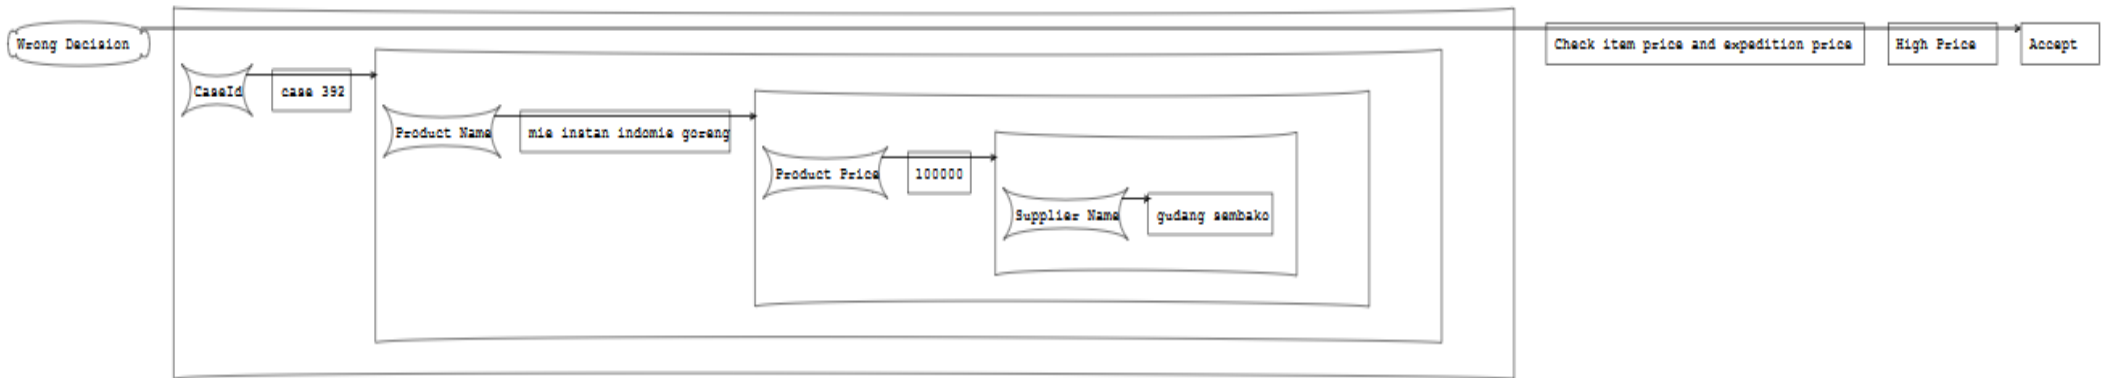 Wrong Decision
Check item price and expedition price
High Price
Accept
CaseId
case 392
Product Name
mie instan indomie goreng
Product Price
100000
Supplier Name
gudang sembako